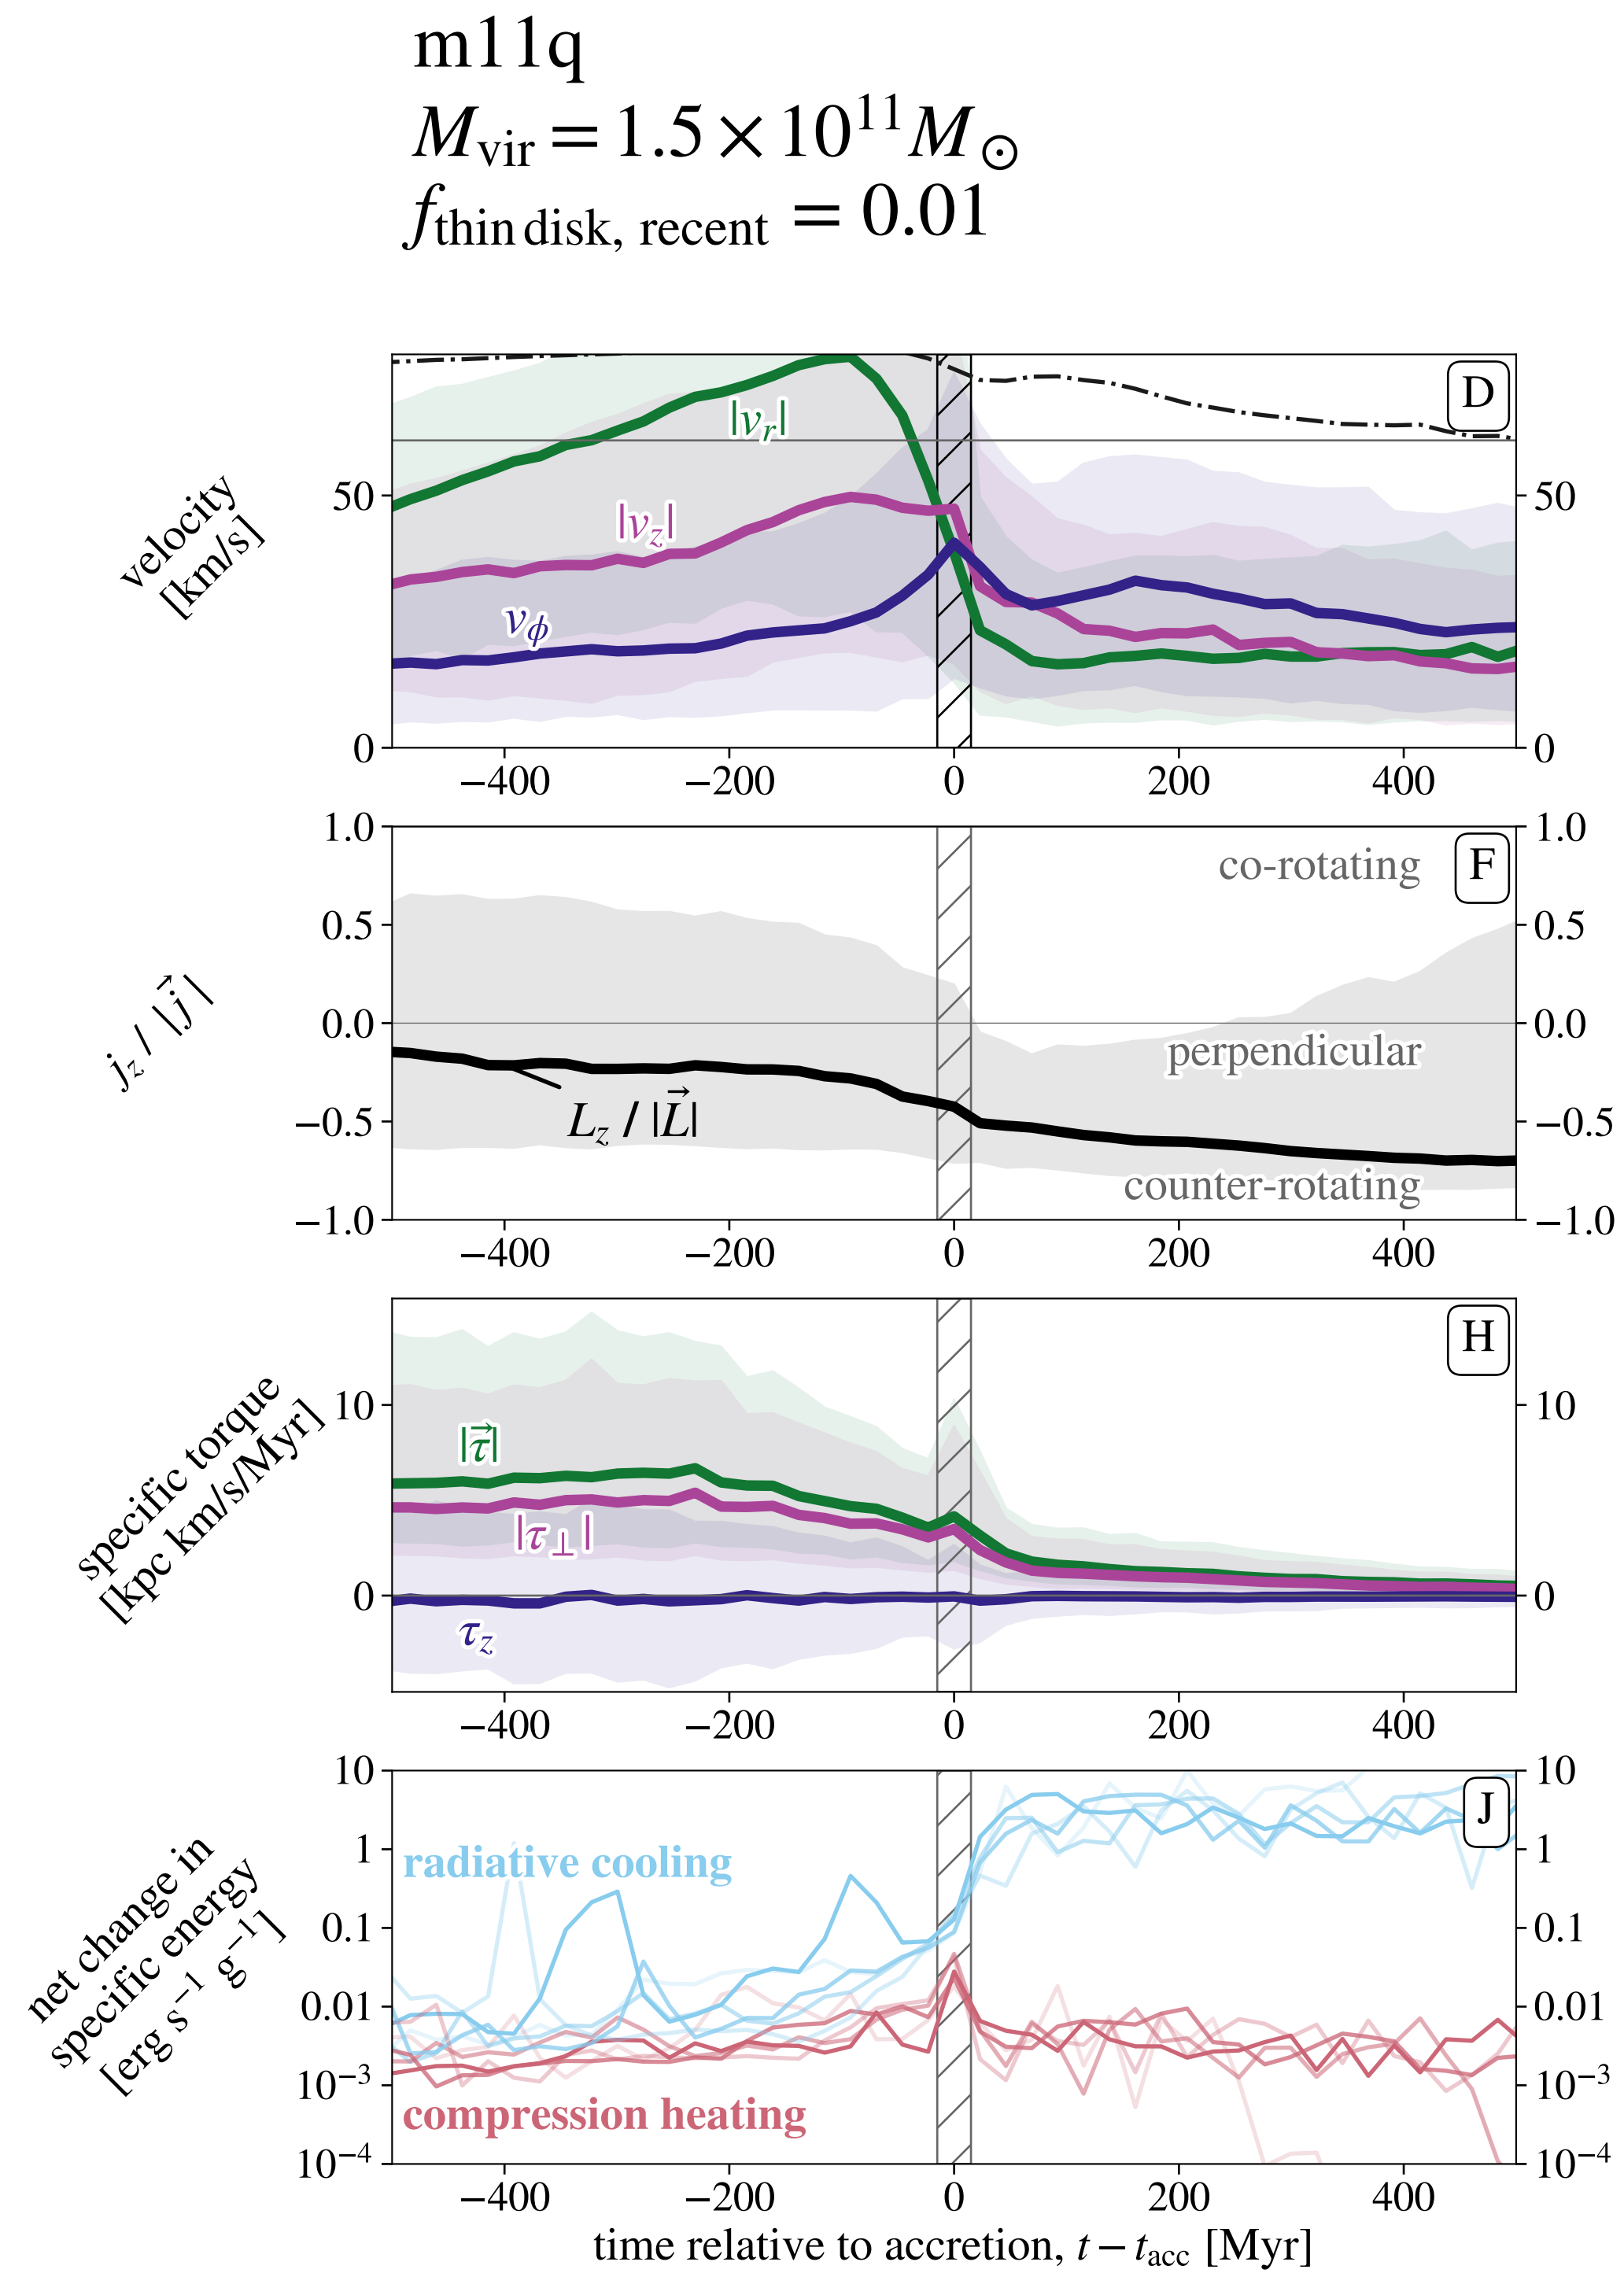 m11q
M_vir = 1.5 × 10^11 M_⊙
f_thin disk, recent = 0.01
velocity
[km/s]
50
0
50
0
|v_r|
|v_z|
v_ϕ
D
−400
−200
0
200
400
j_z / |j⃗|
1.0
0.5
0.0
−0.5
−1.0
1.0
0.5
0.0
−0.5
−1.0
co-rotating
F
perpendicular
L_z / |L⃗|
counter-rotating
−400
−200
0
200
400
specific torque
[kpc km/s/Myr]
10
0
10
0
H
|τ⃗|
|τ_⊥|
τ_z
−400
−200
0
200
400
net change in
specific energy
[erg s^−1 g^−1]
10
1
0.1
0.01
10^−3
10^−4
10
1
0.1
0.01
10^−3
10^−4
J
radiative cooling
compression heating
−400
−200
0
200
400
time relative to accretion, t − t_acc [Myr]